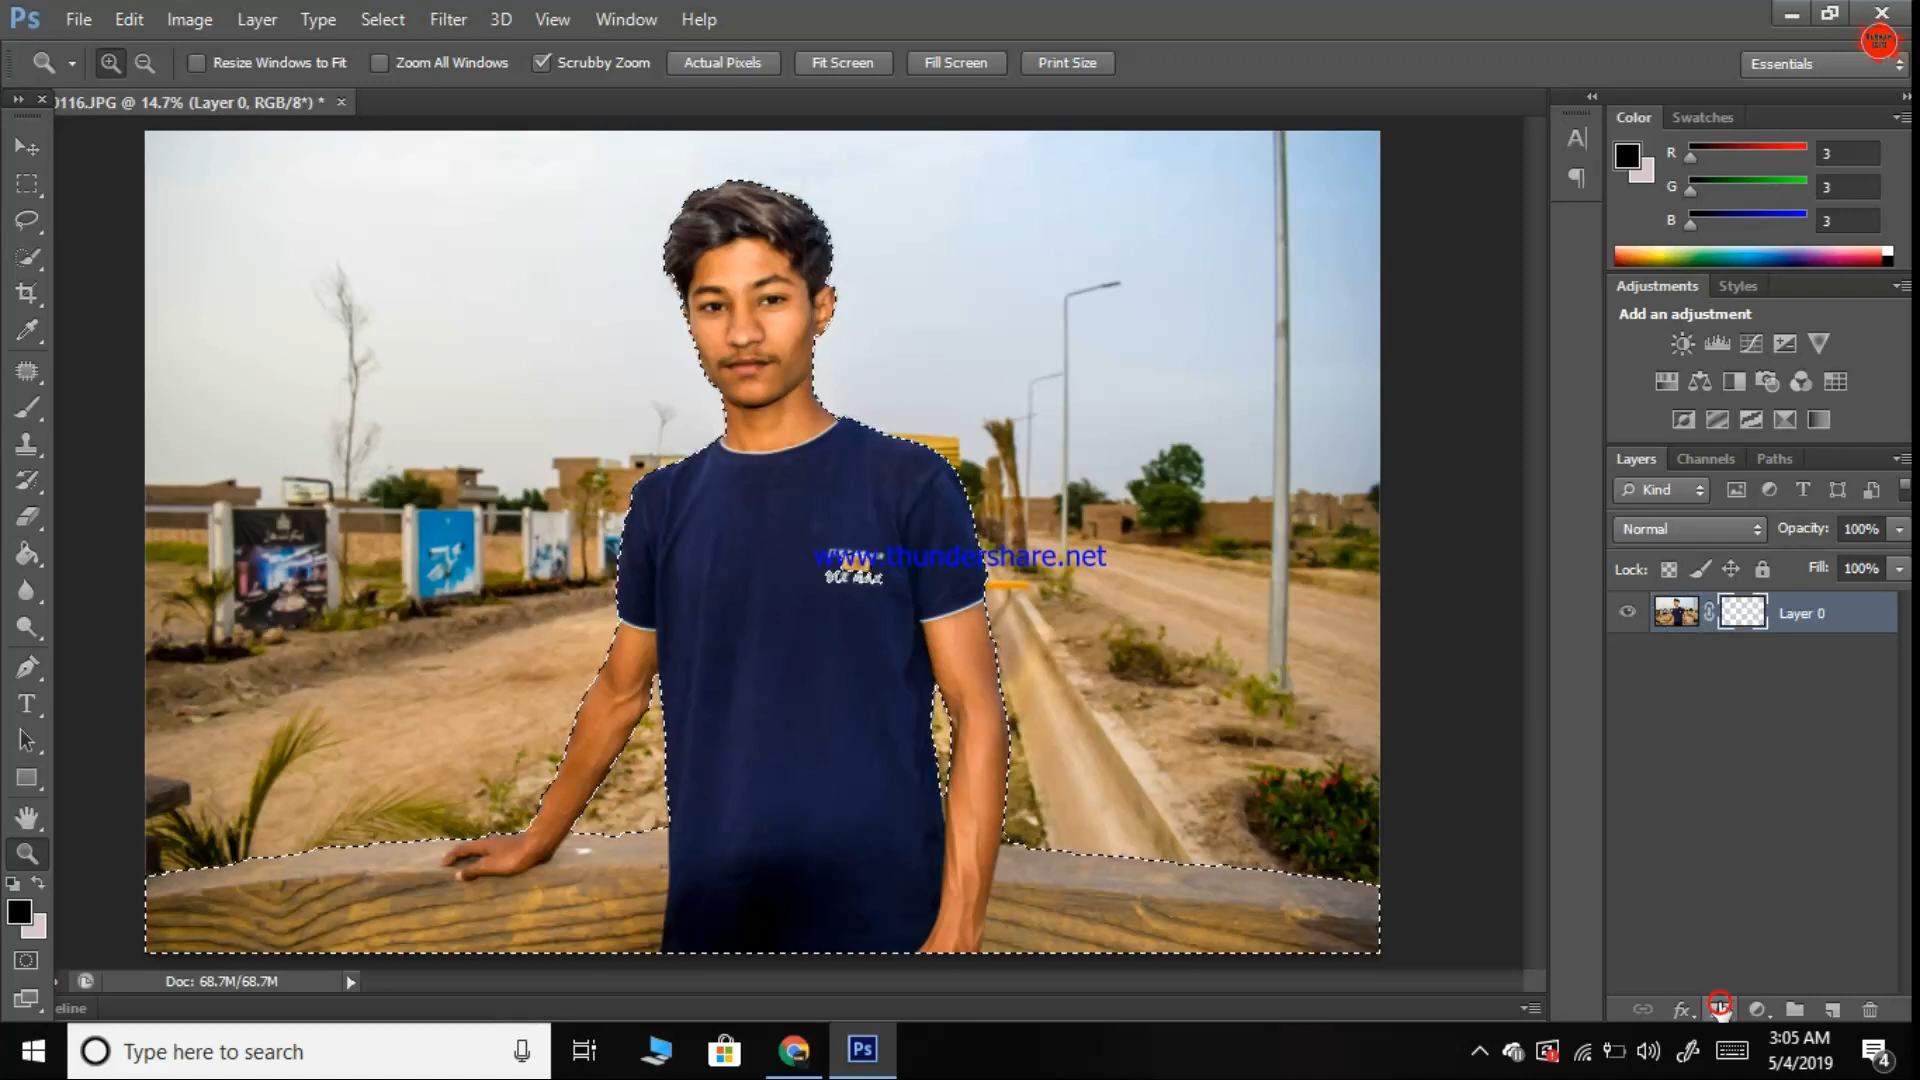 Ps File Edit Image Layer Type Select Filter 3D View Window Help
Resize Windows to Fit Zoom All Windows Scrubby Zoom Actual Pixels Fit Screen Fill Screen Print Size Essentials
0116.JPG @ 14.7% (Layer 0, RGB/8*) *
Color Swatches
R 3
G 3
B 3
Adjustments Styles
Add an adjustment
Layers Channels Paths
Kind
Normal Opacity: 100%
Lock: Fill: 100%
Layer 0
www.thundershare.net
Doc: 68.7M/68.7M
eline
Type here to search
Ps
3:05 AM
5/4/2019
4